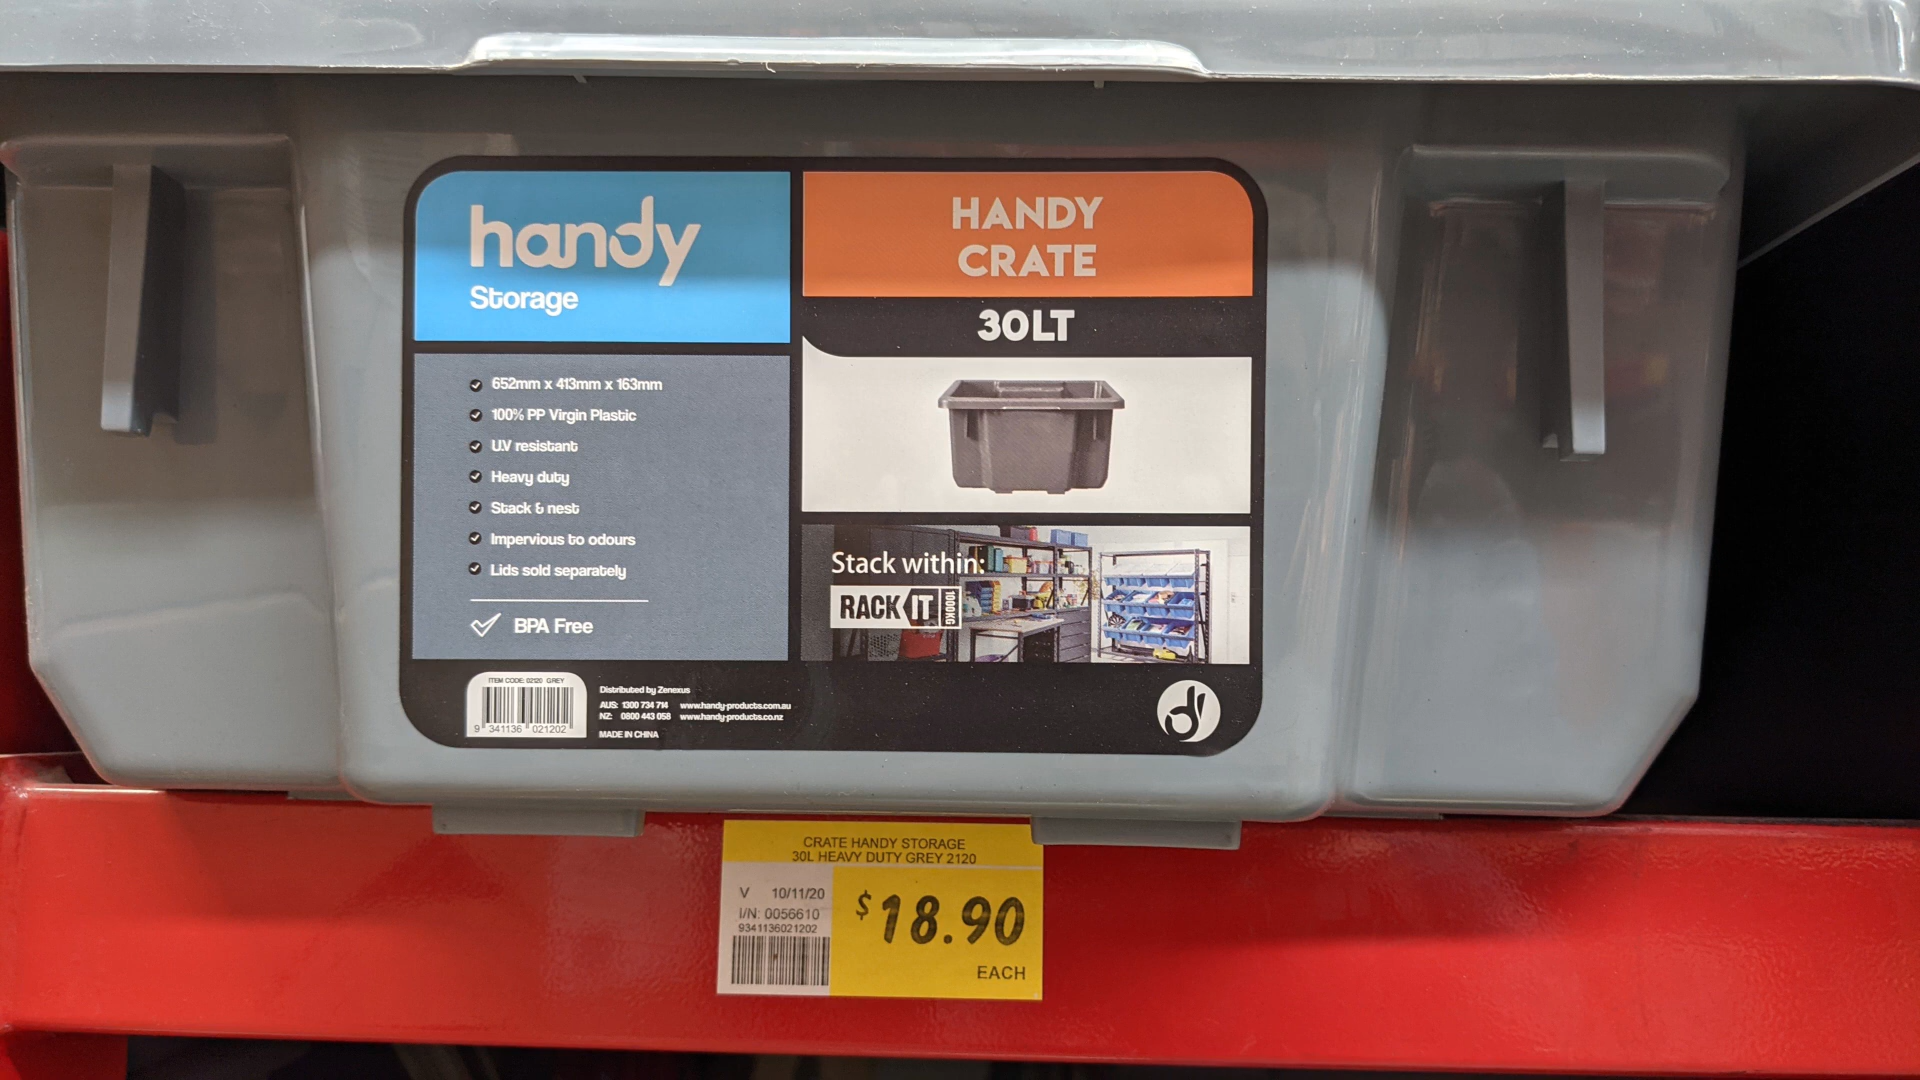 handy
Storage
652mm x 413mm x 163mm
100% PP Virgin Plastic
U.V resistant
Heavy duty
Stack & nest
Impervious to odours
Lids sold separately
BPA Free
HANDY
CRATE
30LT
Stack within:
RACK IT 1000KG
ITEM CODE: 02120 GREY
9 341136 021202
Distributed by Zenexus
AUS: 1300 734 714 www.handy-products.com.au
NZ: 0800 443 058 www.handy-products.co.nz
MADE IN CHINA
CRATE HANDY STORAGE
30L HEAVY DUTY GREY 2120
V 10/11/20
I/N: 0056610
9341136021202
$18.90
EACH